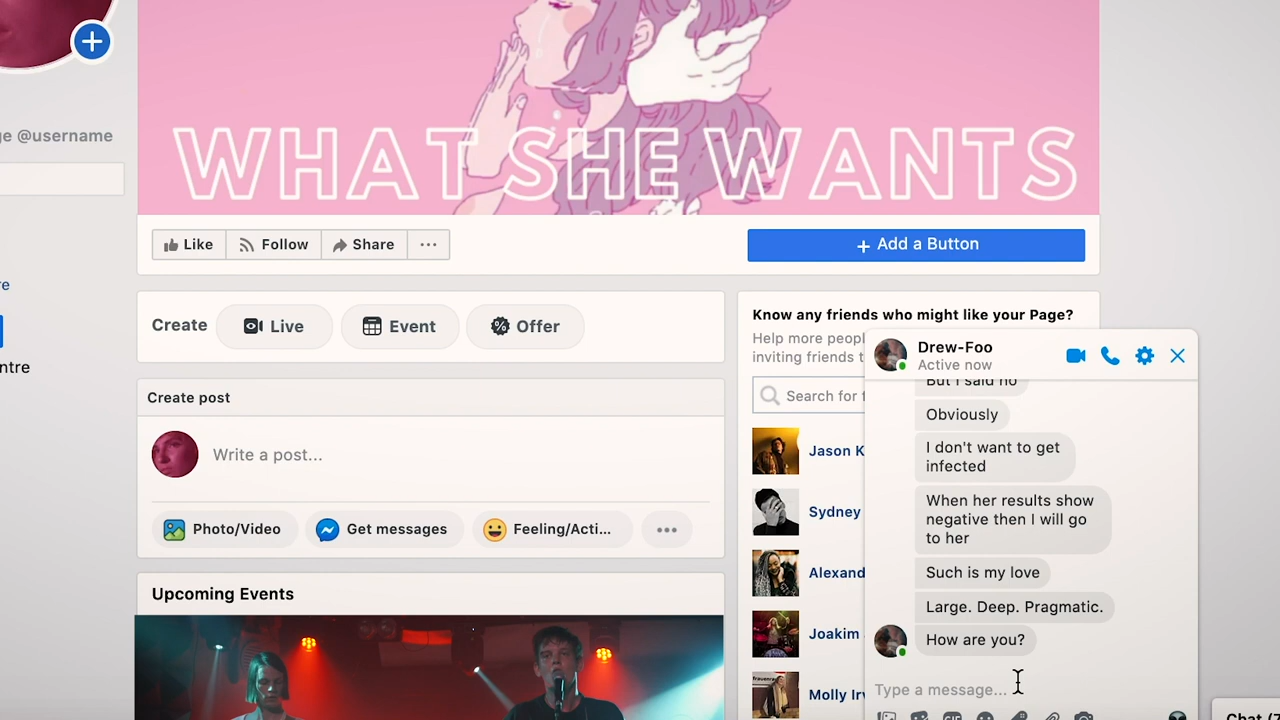 ge @username
WHAT SHE WANTS
Like
Follow
Share
+ Add a Button
Create
Live
Event
Offer
Know any friends who might like your Page?
Help more
inviting friends
Search for
Create post
Write a post...
Photo/Video
Get messages
Feeling/Acti...
Upcoming Events
Jason K
Sydney
Alexand
Joakim
Molly
Drew-Foo
Active now
But I said no
Obviously
I don't want to get
infected
When her results show
negative then I will go
to her
Such is my love
Large. Deep. Pragmatic.
How are you?
Type a message...
GIF
Chat